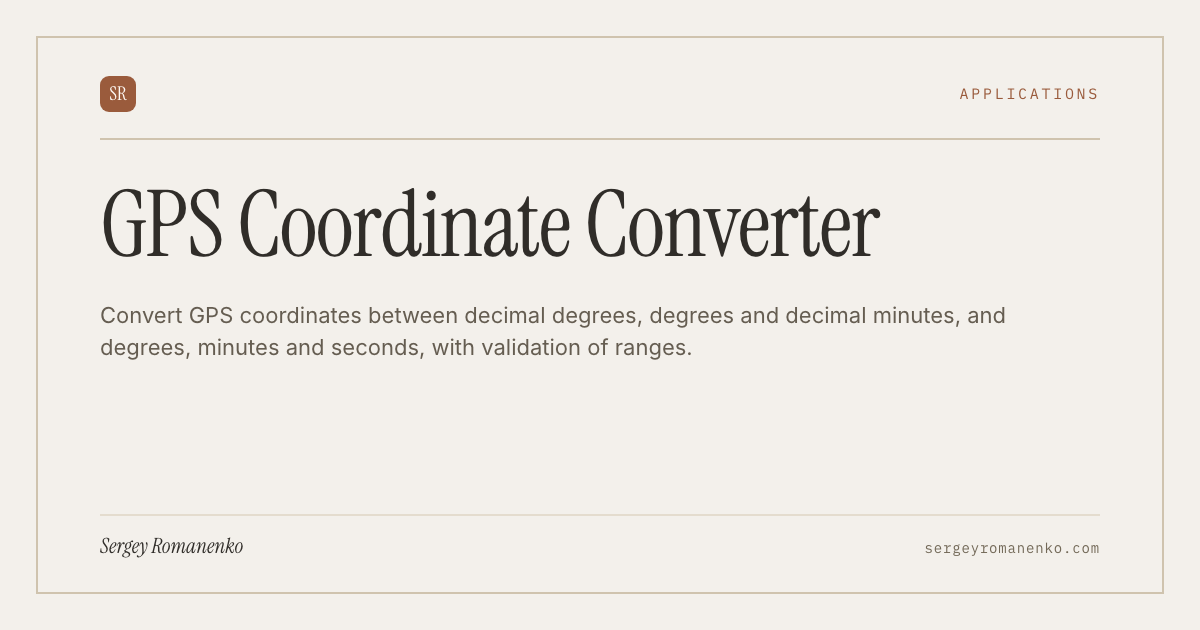 SR
APPLICATIONS
GPS Coordinate Converter
Convert GPS coordinates between decimal degrees, degrees and decimal minutes, and
degrees, minutes and seconds, with validation of ranges.
Sergey Romanenko
sergeyromanenko.com